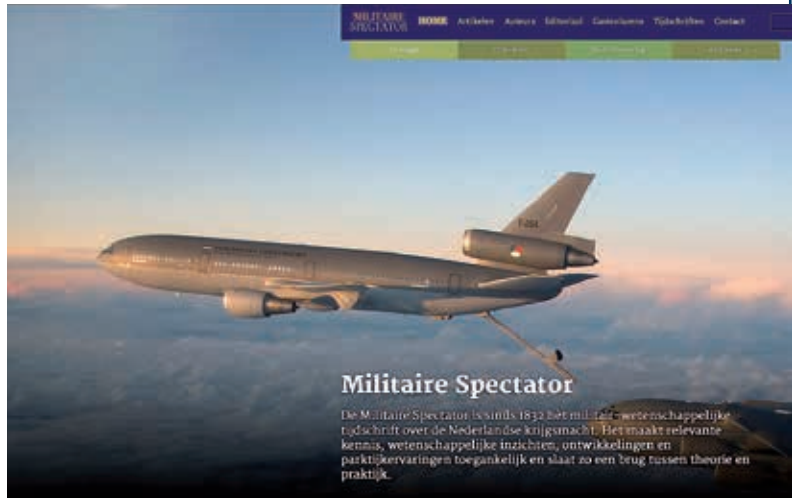 MILITAIRE
SPECTATOR
HOME Artikelen Auteurs Editoriaal Gastcolumns Tijdschriften Contact
Militaire Spectator
De Militaire Spectator is sinds 1832 het militair-wetenschappelijke
tijdschrift over de Nederlandse krijgsmacht. Het maakt relevante
kennis, wetenschappelijke inzichten, ontwikkelingen en
parktijkervaringen toegankelijk en slaat zo een brug tussen theorie en
praktijk.